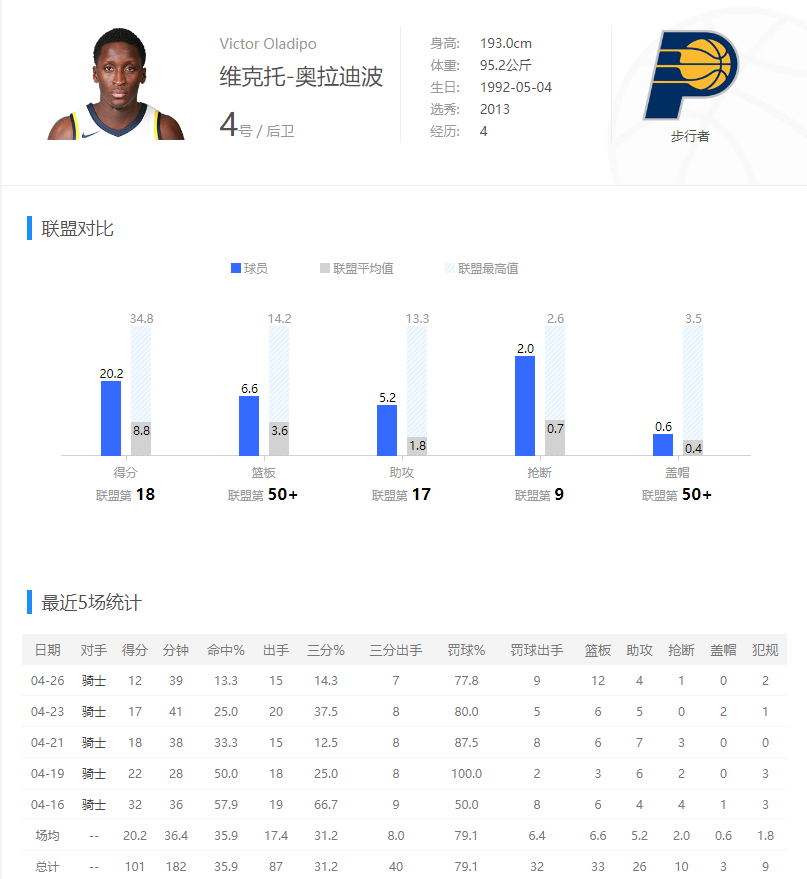 Victor Oladipo
维克托-奥拉迪波
4号 / 后卫
身高: 193.0cm
体重: 95.2公斤
生日: 1992-05-04
选秀: 2013
经历: 4
步行者
联盟对比
球员 联盟平均值 联盟最高值
34.8 14.2 13.3 2.6 3.5
20.2 6.6 5.2 2.0 0.6
8.8 3.6 1.8 0.7 0.4
得分 篮板 助攻 抢断 盖帽
联盟第 18 联盟第 50+ 联盟第 17 联盟第 9 联盟第 50+
最近5场统计
日期 对手 得分 分钟 命中% 出手 三分% 三分出手 罚球% 罚球出手 篮板 助攻 抢断 盖帽 犯规
04-26 骑士 12 39 13.3 15 14.3 7 77.8 9 12 4 1 0 2
04-23 骑士 17 41 25.0 20 37.5 8 80.0 5 6 5 0 2 1
04-21 骑士 18 38 33.3 15 12.5 8 87.5 8 6 7 3 0 0
04-19 骑士 22 28 50.0 18 25.0 8 100.0 2 3 6 2 0 3
04-16 骑士 32 36 57.9 19 66.7 9 50.0 8 6 4 4 1 3
场均 -- 20.2 36.4 35.9 17.4 31.2 8.0 79.1 6.4 6.6 5.2 2.0 0.6 1.8
总计 -- 101 182 35.9 87 31.2 40 79.1 32 33 26 10 3 9